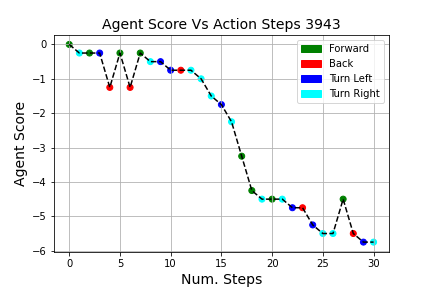 Agent Score Vs Action Steps 3943
Agent Score
0
−1
−2
−3
−4
−5
−6
Forward
Back
Turn Left
Turn Right
0 5 10 15 20 25 30
Num. Steps